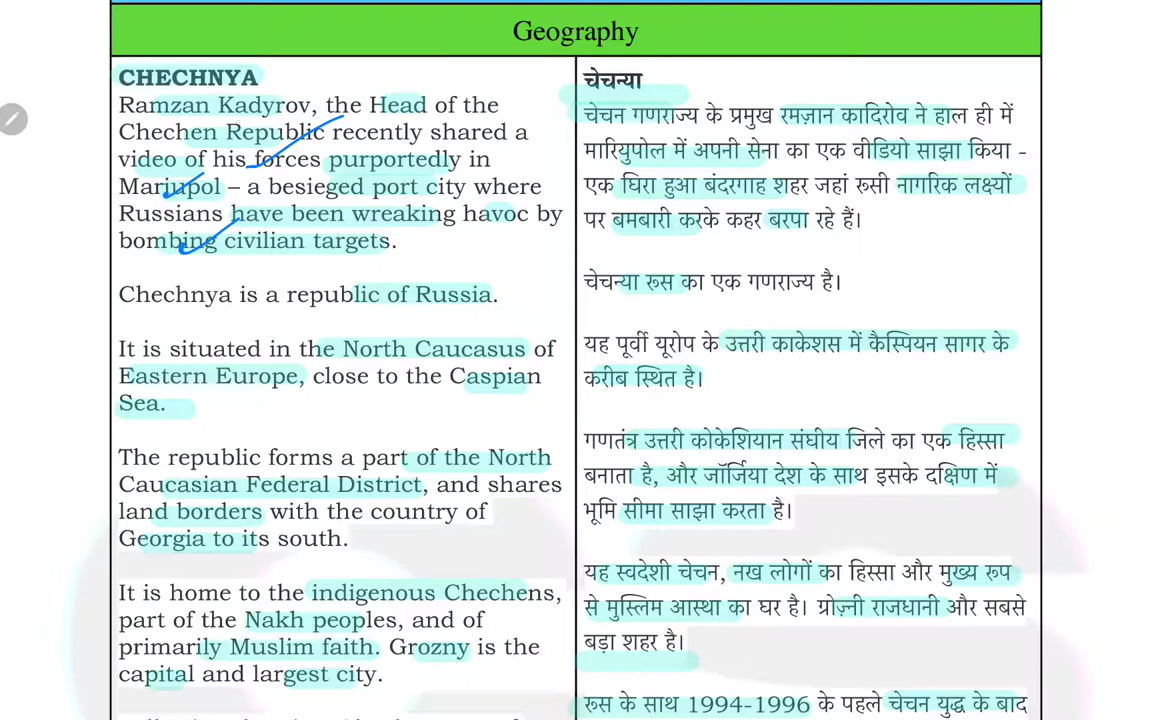 Geography
CHECHNYA
Ramzan Kadyrov, the Head of the
Chechen Republic recently shared a
video of his forces purportedly in
Mariupol – a besieged port city where
Russians have been wreaking havoc by
bombing civilian targets.
Chechnya is a republic of Russia.
It is situated in the North Caucasus of
Eastern Europe, close to the Caspian
Sea.
The republic forms a part of the North
Caucasian Federal District, and shares
land borders with the country of
Georgia to its south.
It is home to the indigenous Chechens,
part of the Nakh peoples, and of
primarily Muslim faith. Grozny is the
capital and largest city.
चेचन्या
चेचन गणराज्य के प्रमुख रमज़ान कादिरोव ने हाल ही में
मारियुपोल में अपनी सेना का एक वीडियो साझा किया -
एक घिरा हुआ बंदरगाह शहर जहां रूसी नागरिक लक्ष्यों
पर बमबारी करके कहर बरपा रहे हैं।
चेचन्या रूस का एक गणराज्य है।
यह पूर्वी यूरोप के उत्तरी काकेशस में कैस्पियन सागर के
करीब स्थित है।
गणतंत्र उत्तरी कोकेशियान संघीय जिले का एक हिस्सा
बनाता है, और जॉर्जिया देश के साथ इसके दक्षिण में
भूमि सीमा साझा करता है।
यह स्वदेशी चेचन, नख लोगों का हिस्सा और मुख्य रूप
से मुस्लिम आस्था का घर है। ग्रोज़्नी राजधानी और सबसे
बड़ा शहर है।
रूस के साथ 1994-1996 के पहले चेचन युद्ध के बाद